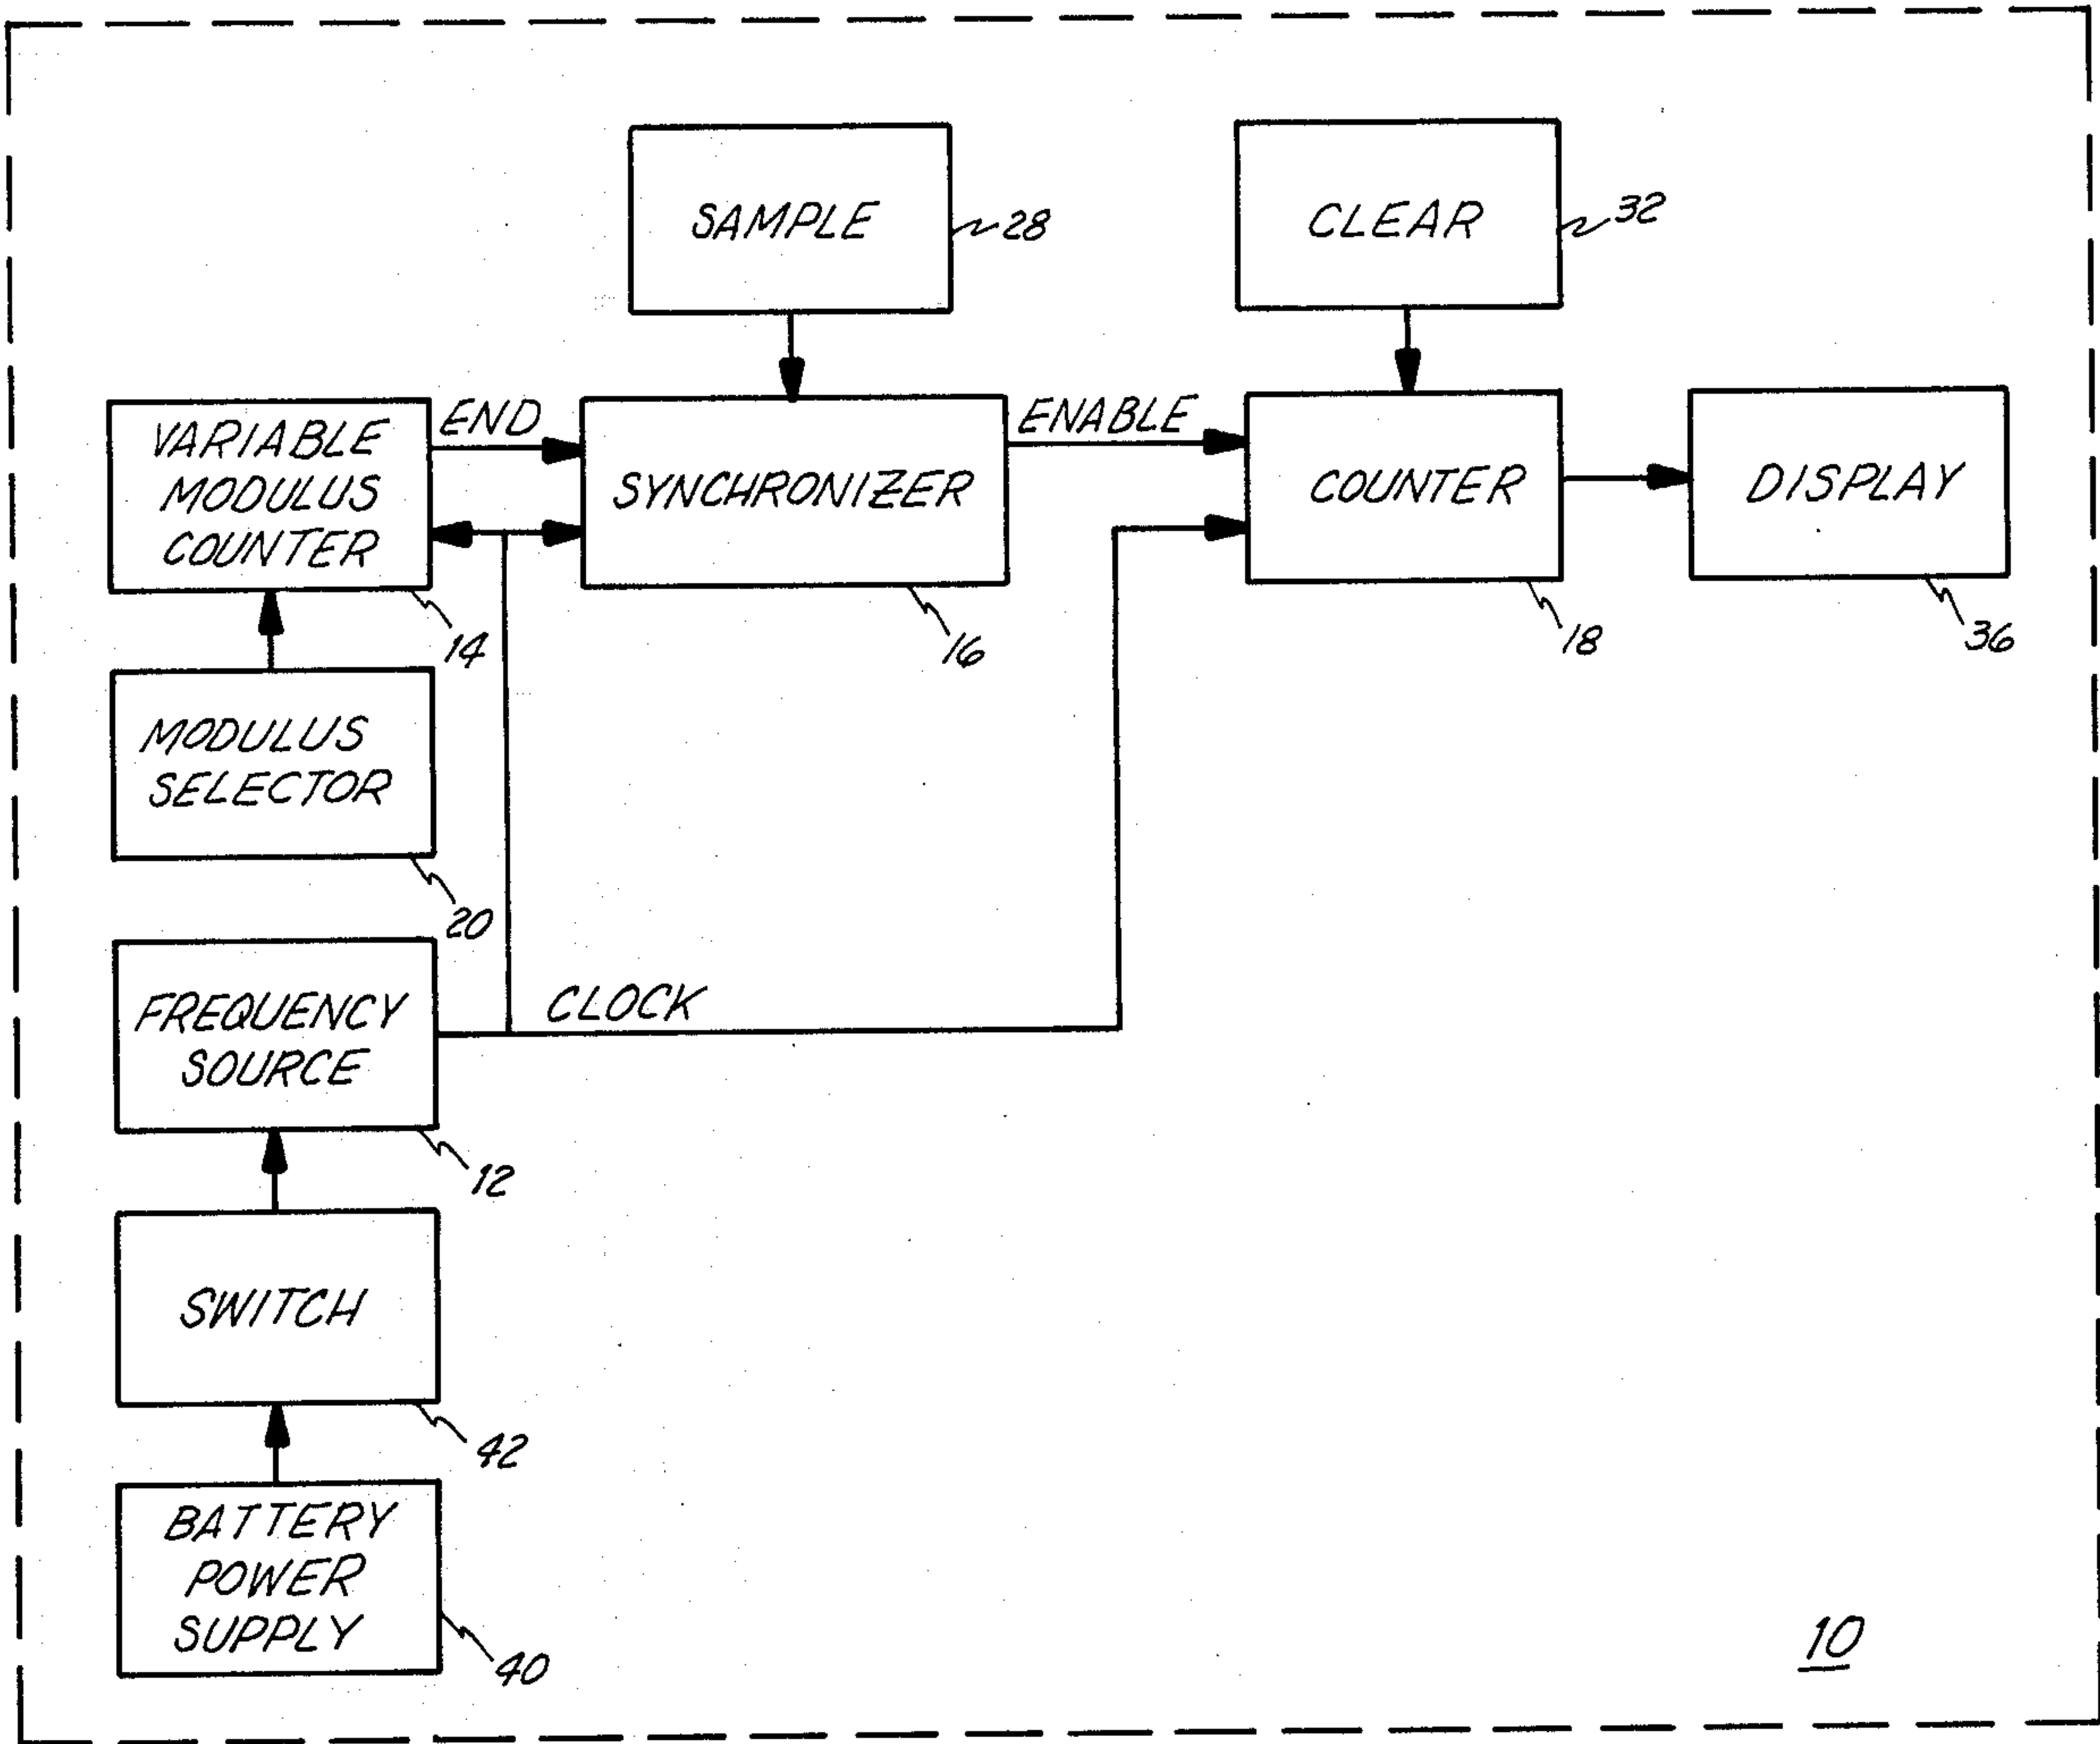 SAMPLE
28
CLEAR
32
VARIABLE
MODULUS
COUNTER
14
END
SYNCHRONIZER
16
ENABLE
COUNTER
18
DISPLAY
36
MODULUS
SELECTOR
20
FREQUENCY
SOURCE
12
CLOCK
SWITCH
42
BATTERY
POWER
SUPPLY
40
10